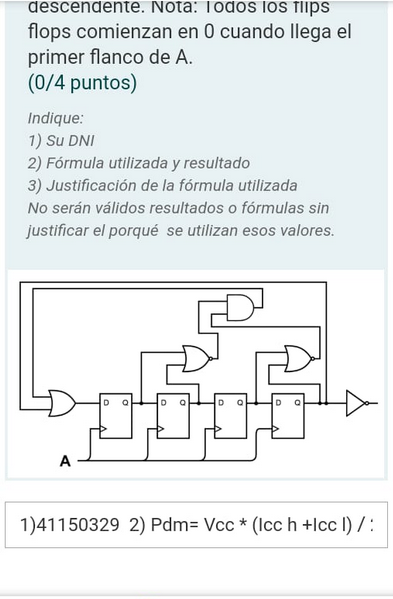 descendente. Nota: Todos los flips
flops comienzan en 0 cuando llega el
primer flanco de A.
(0/4 puntos)
Indique:
1) Su DNI
2) Fórmula utilizada y resultado
3) Justificación de la fórmula utilizada
No serán válidos resultados o fórmulas sin
justificar el porqué se utilizan esos valores.
D Q D Q D Q D Q
A
1)41150329 2) Pdm= Vcc * (Icc h +Icc l) /